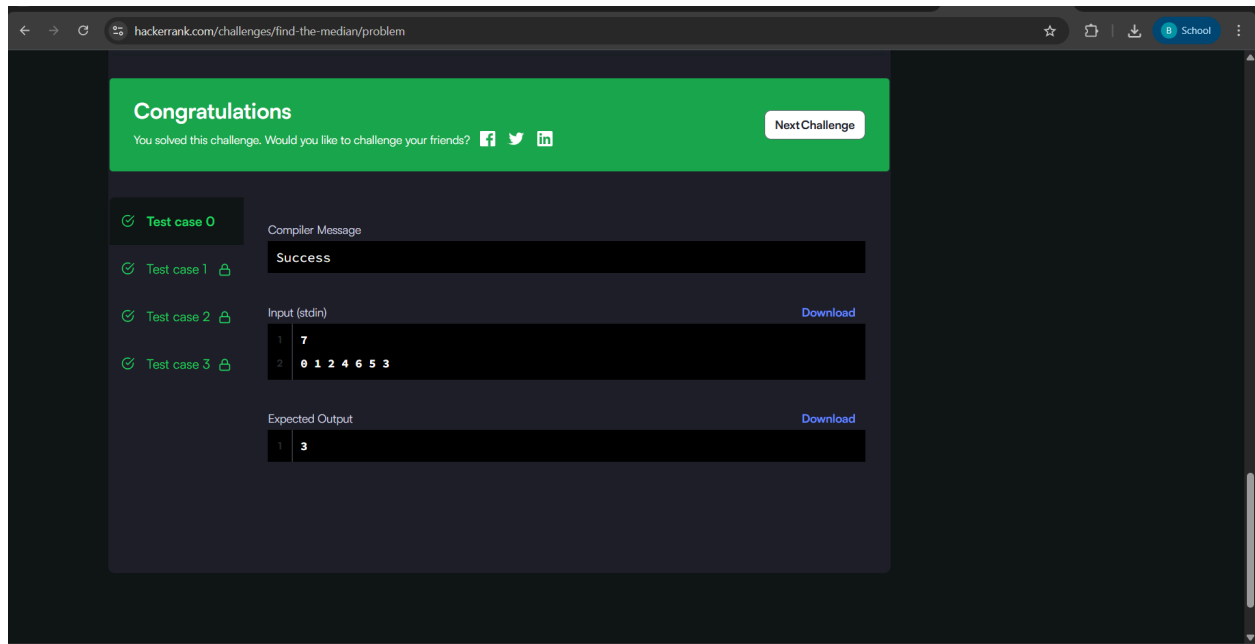 hackerrank.com/challenges/find-the-median/problem
B School
Congratulations
You solved this challenge. Would you like to challenge your friends?
Next Challenge
Test case 0
Test case 1
Test case 2
Test case 3
Compiler Message
Success
Input (stdin)
Download
1 7
2 0 1 2 4 6 5 3
Expected Output
Download
1 3